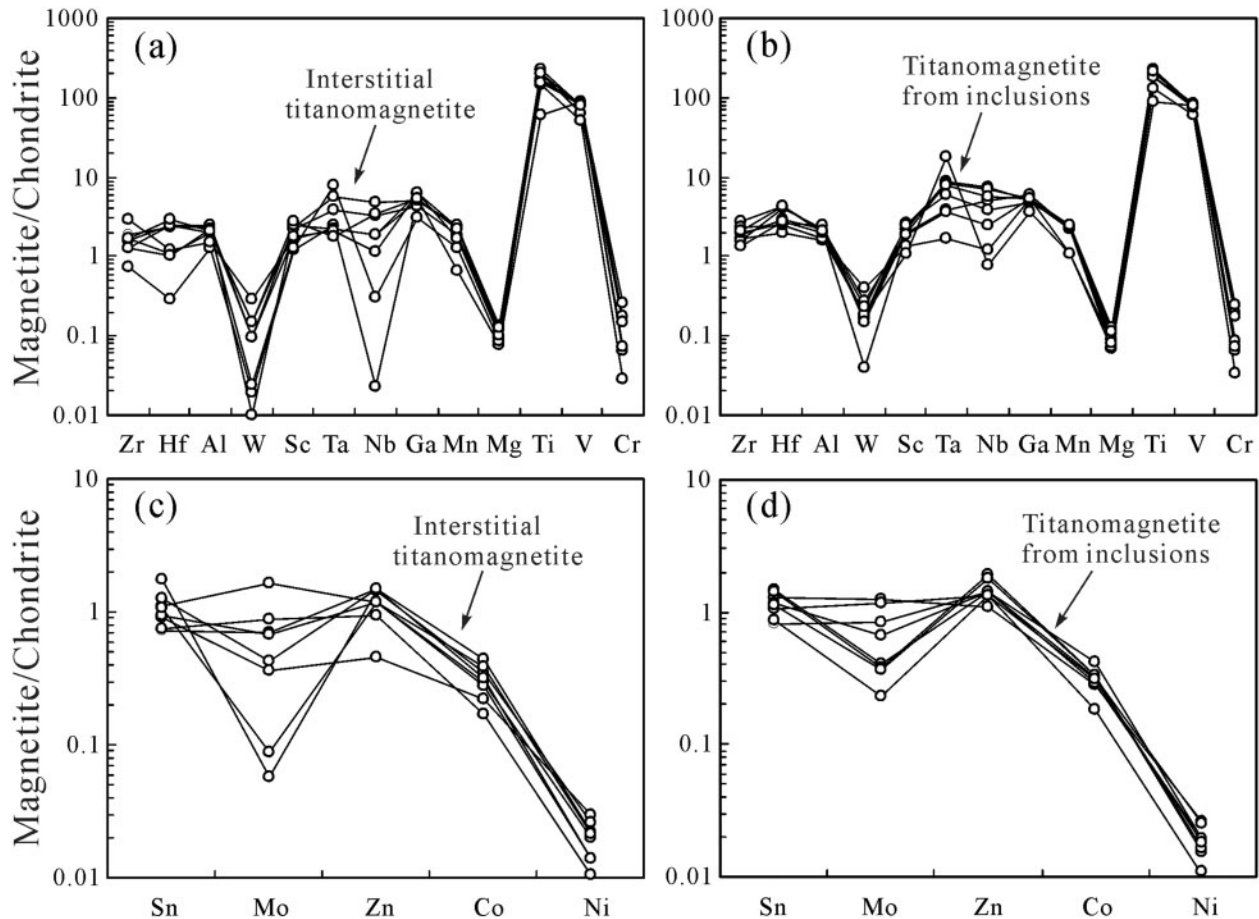 Magnetite/Chondrite
1000
100
10
1
0.1
0.01
(a)
Interstitial
titanomagnetite
Zr Hf Al W Sc Ta Nb Ga Mn Mg Ti V Cr
1000
100
10
1
0.1
0.01
(b)
Titanomagnetite
from inclusions
Zr Hf Al W Sc Ta Nb Ga Mn Mg Ti V Cr
Magnetite/Chondrite
10
1
0.1
0.01
(c)
Interstitial
titanomagnetite
Sn Mo Zn Co Ni
10
1
0.1
0.01
(d)
Titanomagnetite
from inclusions
Sn Mo Zn Co Ni